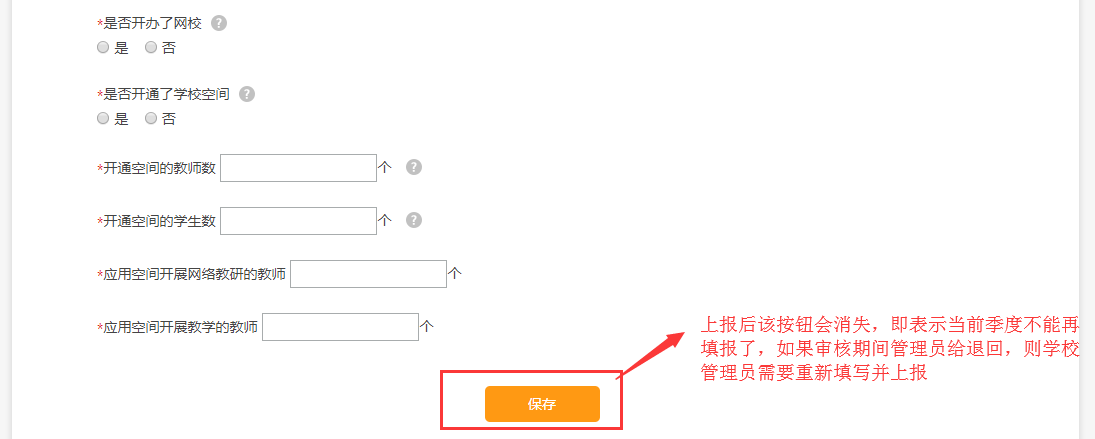 *是否开办了网校 ?
是 否
*是否开通了学校空间 ?
是 否
*开通空间的教师数 个 ?
*开通空间的学生数 个 ?
*应用空间开展网络教研的教师 个
*应用空间开展教学的教师 个
上报后该按钮会消失，即表示当前季度不能再
填报了，如果审核期间管理员给退回，则学校
管理员需要重新填写并上报
保存